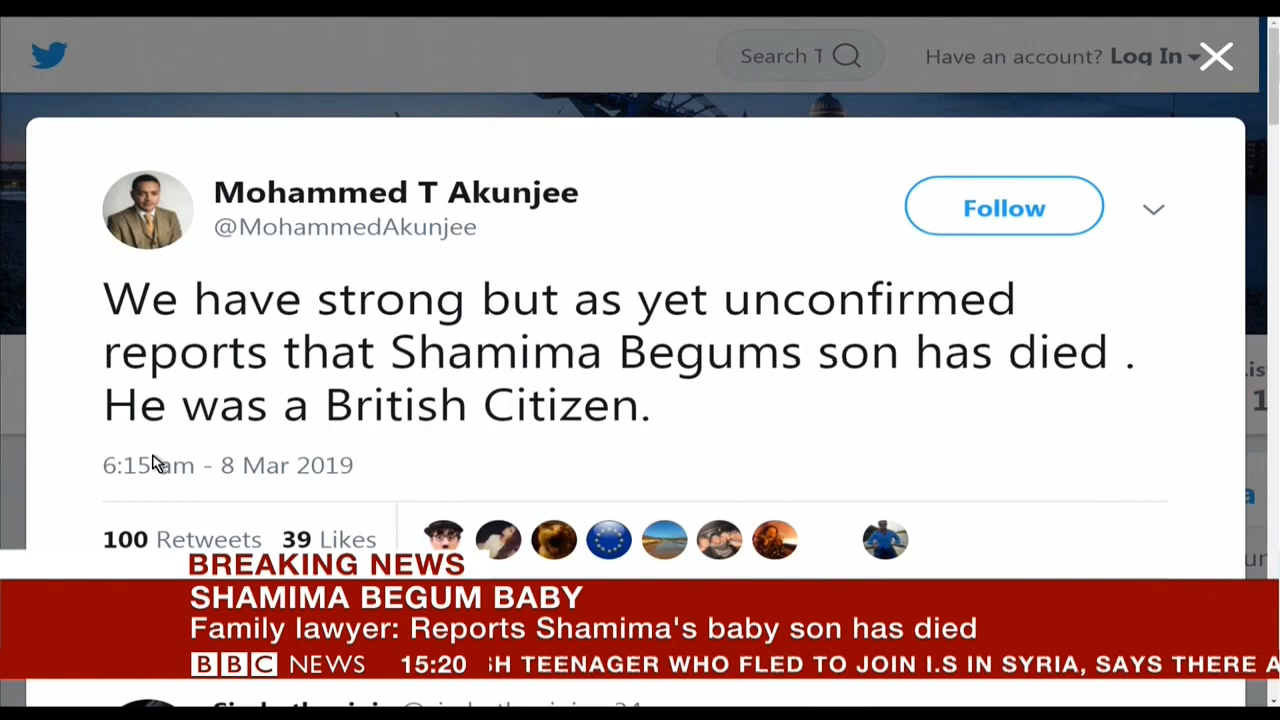 Search T
Have an account? Log In
Mohammed T Akunjee
@MohammedAkunjee
Follow
We have strong but as yet unconfirmed
reports that Shamima Begums son has died .
He was a British Citizen.
6:15 am - 8 Mar 2019
100 Retweets 39 Likes
BREAKING NEWS
SHAMIMA BEGUM BABY
Family lawyer: Reports Shamima's baby son has died
BBC NEWS 15:20 TEENAGER WHO FLED TO JOIN I.S IN SYRIA, SAYS THERE